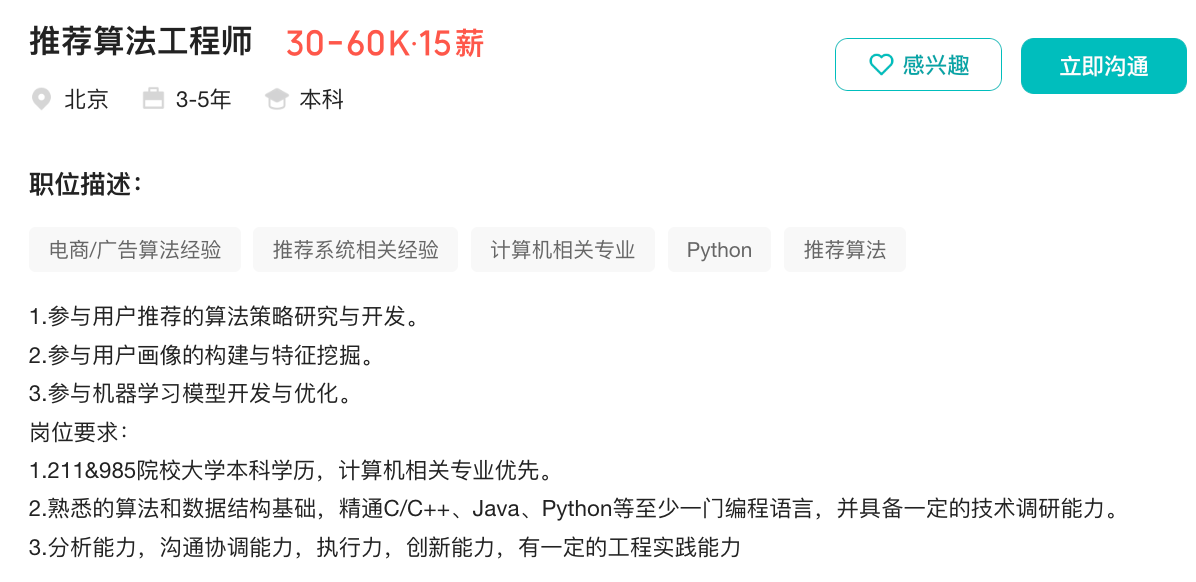 推荐算法工程师 30-60K·15薪
感兴趣
立即沟通
北京 3-5年 本科
职位描述：
电商/广告算法经验 推荐系统相关经验 计算机相关专业 Python 推荐算法
1.参与用户推荐的算法策略研究与开发。
2.参与用户画像的构建与特征挖掘。
3.参与机器学习模型开发与优化。
岗位要求：
1.211&985院校大学本科学历，计算机相关专业优先。
2.熟悉的算法和数据结构基础，精通C/C++、Java、Python等至少一门编程语言，并具备一定的技术调研能力。
3.分析能力，沟通协调能力，执行力，创新能力，有一定的工程实践能力